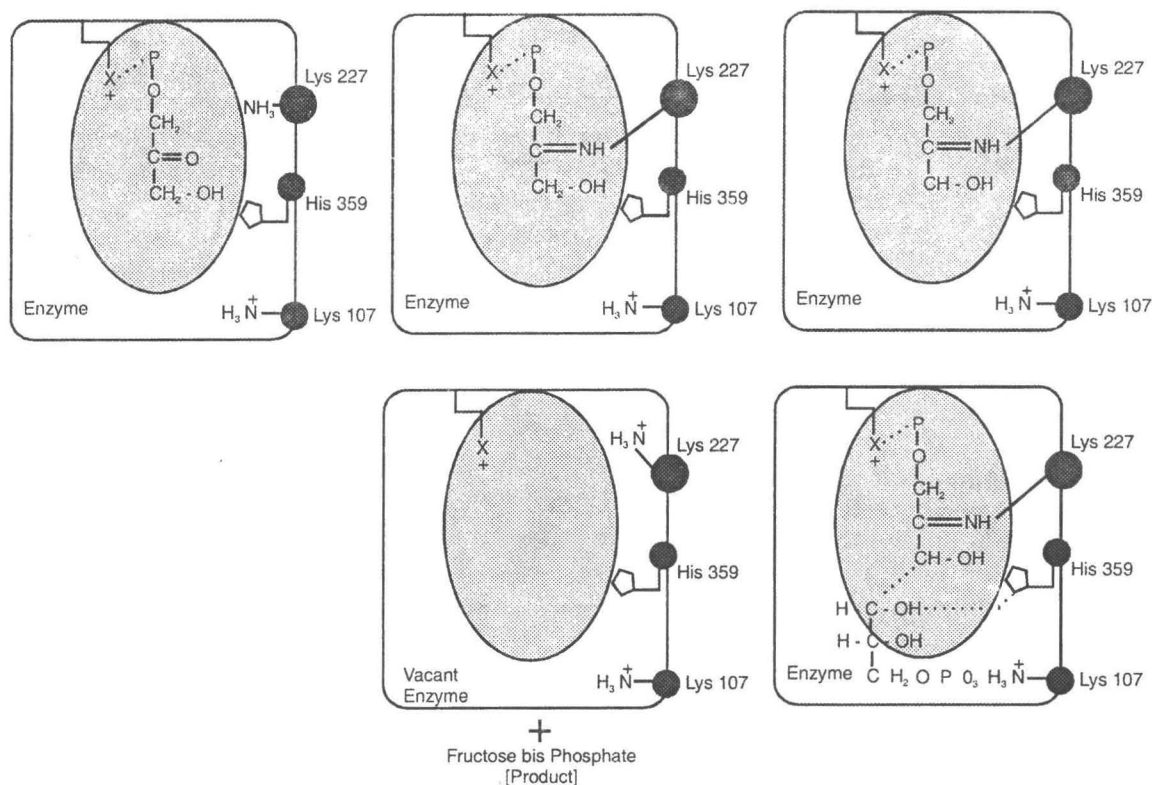 P
X
+
O
CH2
C = O
CH2 - OH
NH3
Lys 227
His 359
H3N+
Lys 107
Enzyme
P
X
+
O
CH2
C = NH
CH2 - OH
Lys 227
His 359
H3N+
Lys 107
Enzyme
P
X
+
O
CH2
C = NH
CH - OH
Lys 227
His 359
H3N+
Lys 107
Enzyme
X
+
H3N+
Lys 227
His 359
H3N+
Lys 107
Vacant
Enzyme
+
Fructose bis Phosphate
[Product]
P
X
+
O
CH2
C = NH
CH - OH
Lys 227
His 359
H - C - OH
H - C - OH
Enzyme
C H2 O P O3
H3N+
Lys 107